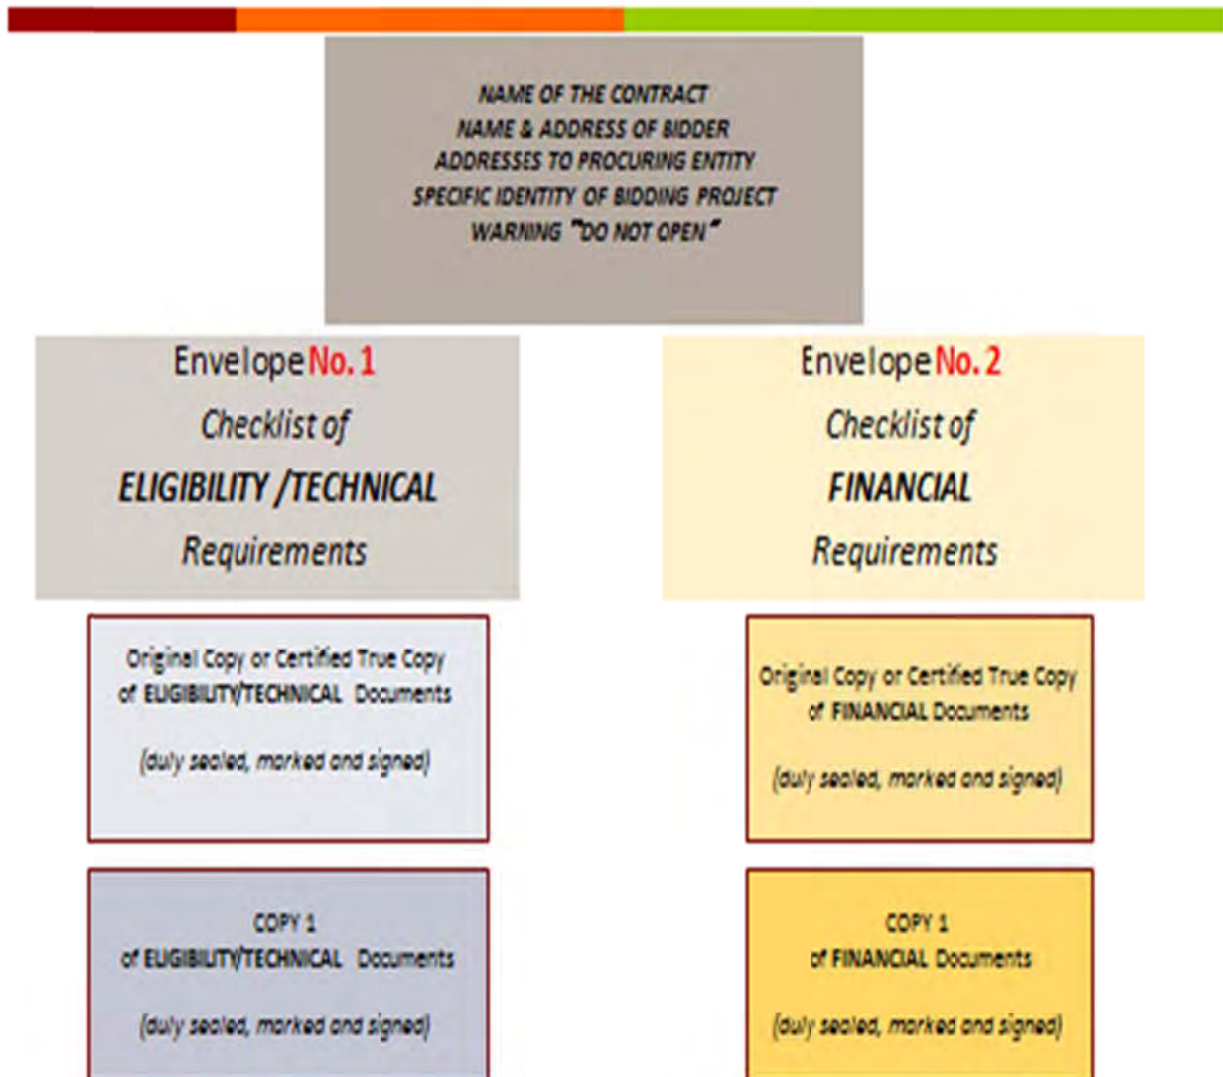 NAME OF THE CONTRACT
NAME & ADDRESS OF BIDDER
ADDRESSES TO PROCURING ENTITY
SPECIFIC IDENTITY OF BIDDING PROJECT
WARNING "DO NOT OPEN"
Envelope No. 1
Checklist of
ELIGIBILITY /TECHNICAL
Requirements
Original Copy or Certified True Copy
of ELIGIBILITY/TECHNICAL Documents
(duly sealed, marked and signed)
COPY 1
of ELIGIBILITY/TECHNICAL Documents
(duly sealed, marked and signed)
Envelope No. 2
Checklist of
FINANCIAL
Requirements
Original Copy or Certified True Copy
of FINANCIAL Documents
(duly sealed, marked and signed)
COPY 1
of FINANCIAL Documents
(duly sealed, marked and signed)